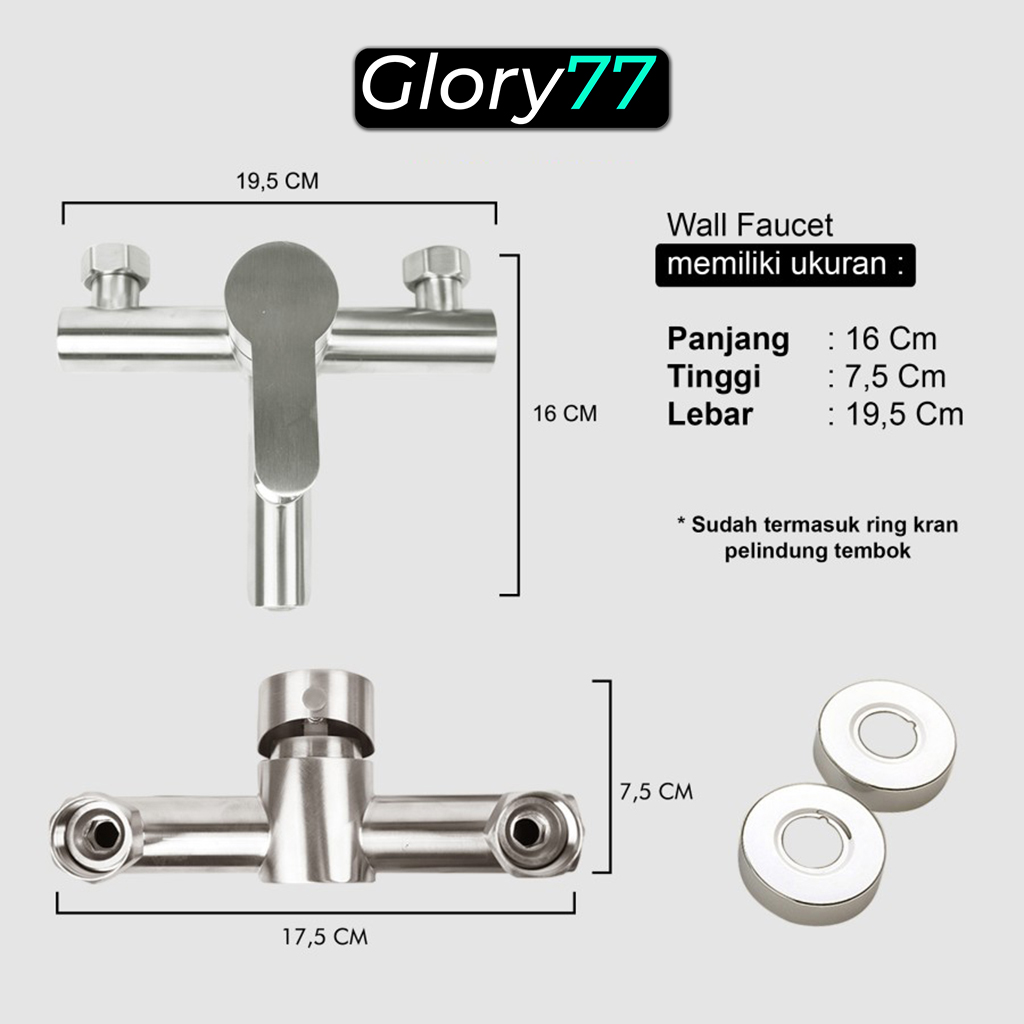 Glory77
19,5 CM
Wall Faucet
memiliki ukuran :
Panjang : 16 Cm
Tinggi : 7,5 Cm
Lebar : 19,5 Cm
16 CM
* Sudah termasuk ring kran
pelindung tembok
7,5 CM
17,5 CM